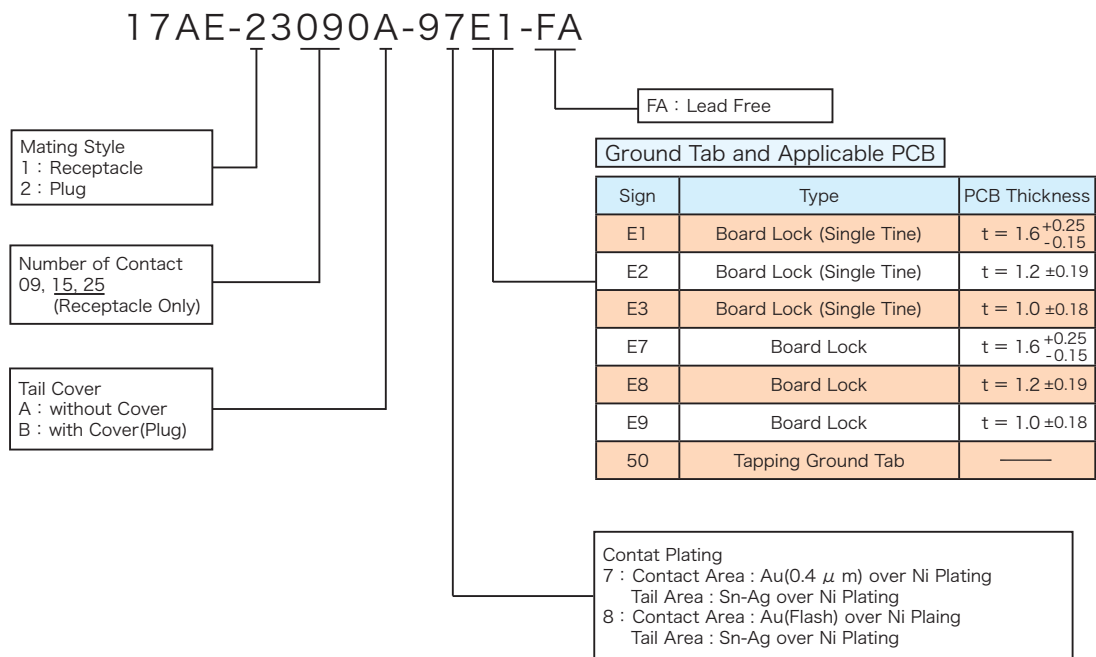 17AE-23090A-97E1-FA
FA : Lead Free
Mating Style
1 : Receptacle
2 : Plug
Number of Contact
09, 15, 25
(Receptacle Only)
Tail Cover
A : without Cover
B : with Cover(Plug)
Ground Tab and Applicable PCB
Sign Type PCB Thickness
E1 Board Lock (Single Tine) t = 1.6 +0.25 -0.15
E2 Board Lock (Single Tine) t = 1.2 ±0.19
E3 Board Lock (Single Tine) t = 1.0 ±0.18
E7 Board Lock t = 1.6 +0.25 -0.15
E8 Board Lock t = 1.2 ±0.19
E9 Board Lock t = 1.0 ±0.18
50 Tapping Ground Tab ———
Contat Plating
7 : Contact Area : Au(0.4 μ m) over Ni Plating
Tail Area : Sn-Ag over Ni Plating
8 : Contact Area : Au(Flash) over Ni Plaing
Tail Area : Sn-Ag over Ni Plating